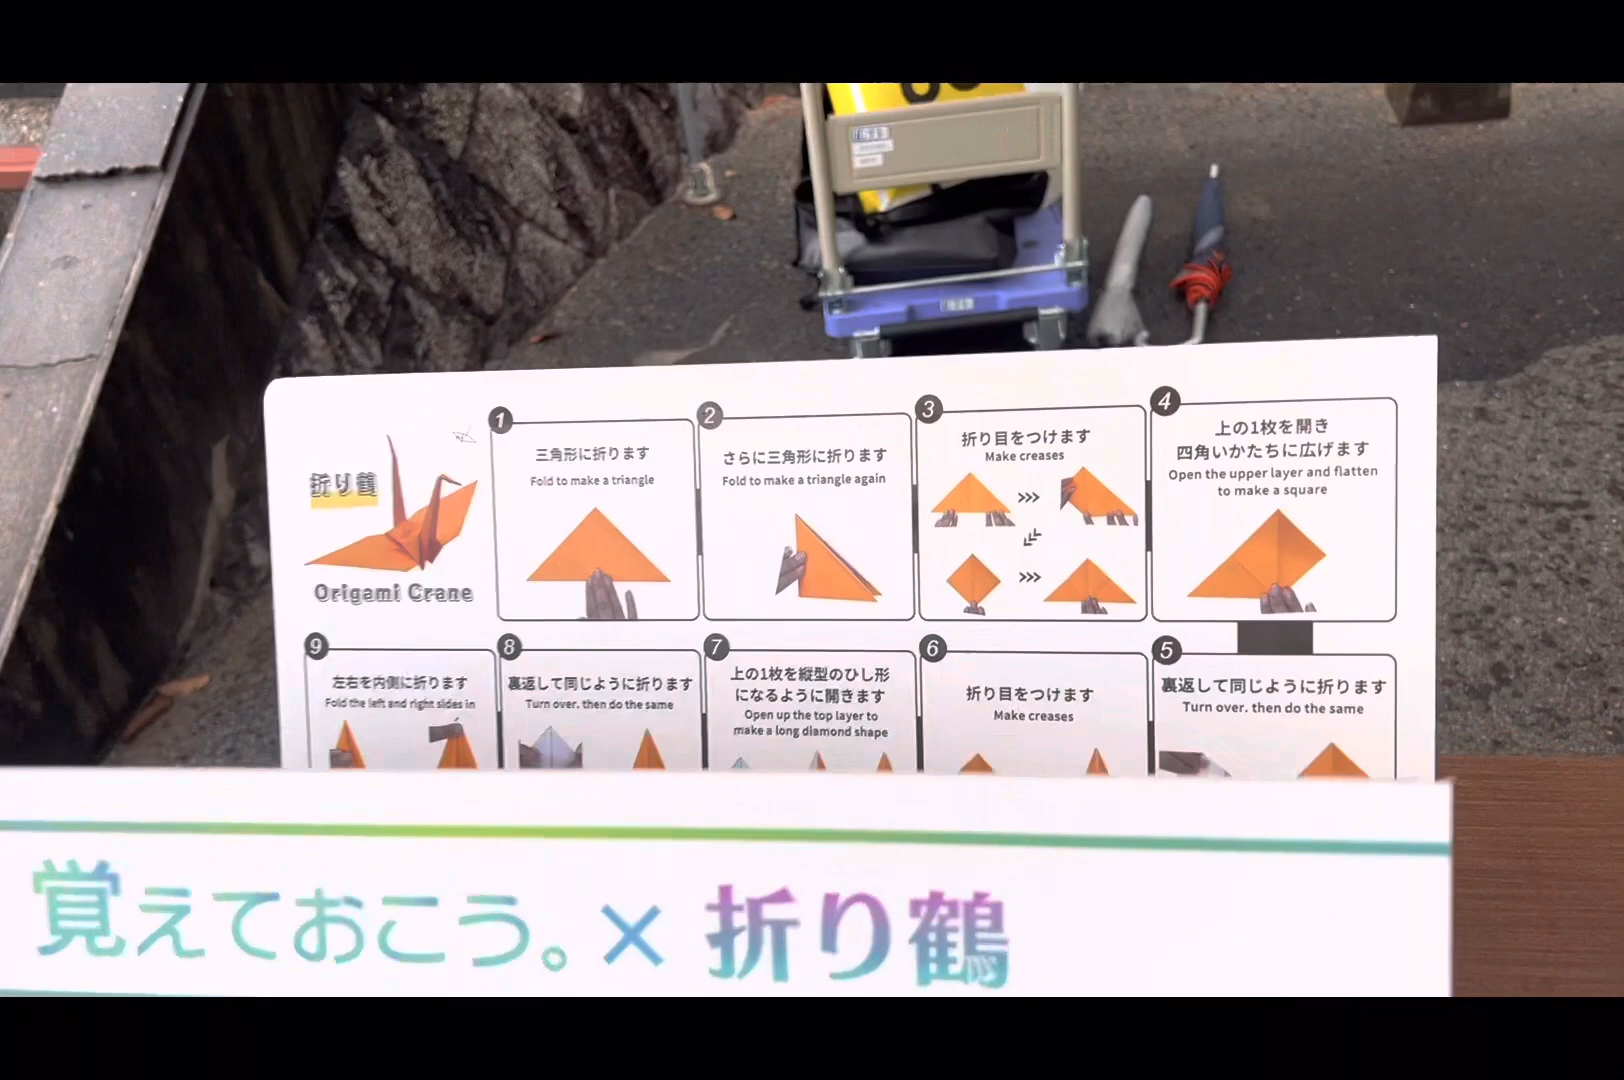 折り鶴
Origami Crane
1
三角形に折ります
Fold to make a triangle
2
さらに三角形に折ります
Fold to make a triangle again
3
折り目をつけます
Make creases
>>>
>>>
4
上の1枚を開き
四角いかたちに広げます
Open the upper layer and flatten
to make a square
5
裏返して同じように折ります
Turn over. then do the same
6
折り目をつけます
Make creases
7
上の1枚を縦型のひし形
になるように開きます
Open up the top layer to
make a long diamond shape
8
裏返して同じように折ります
Turn over. then do the same
9
左右を内側に折ります
Fold the left and right slides in
覚えておこう。×折り鶴